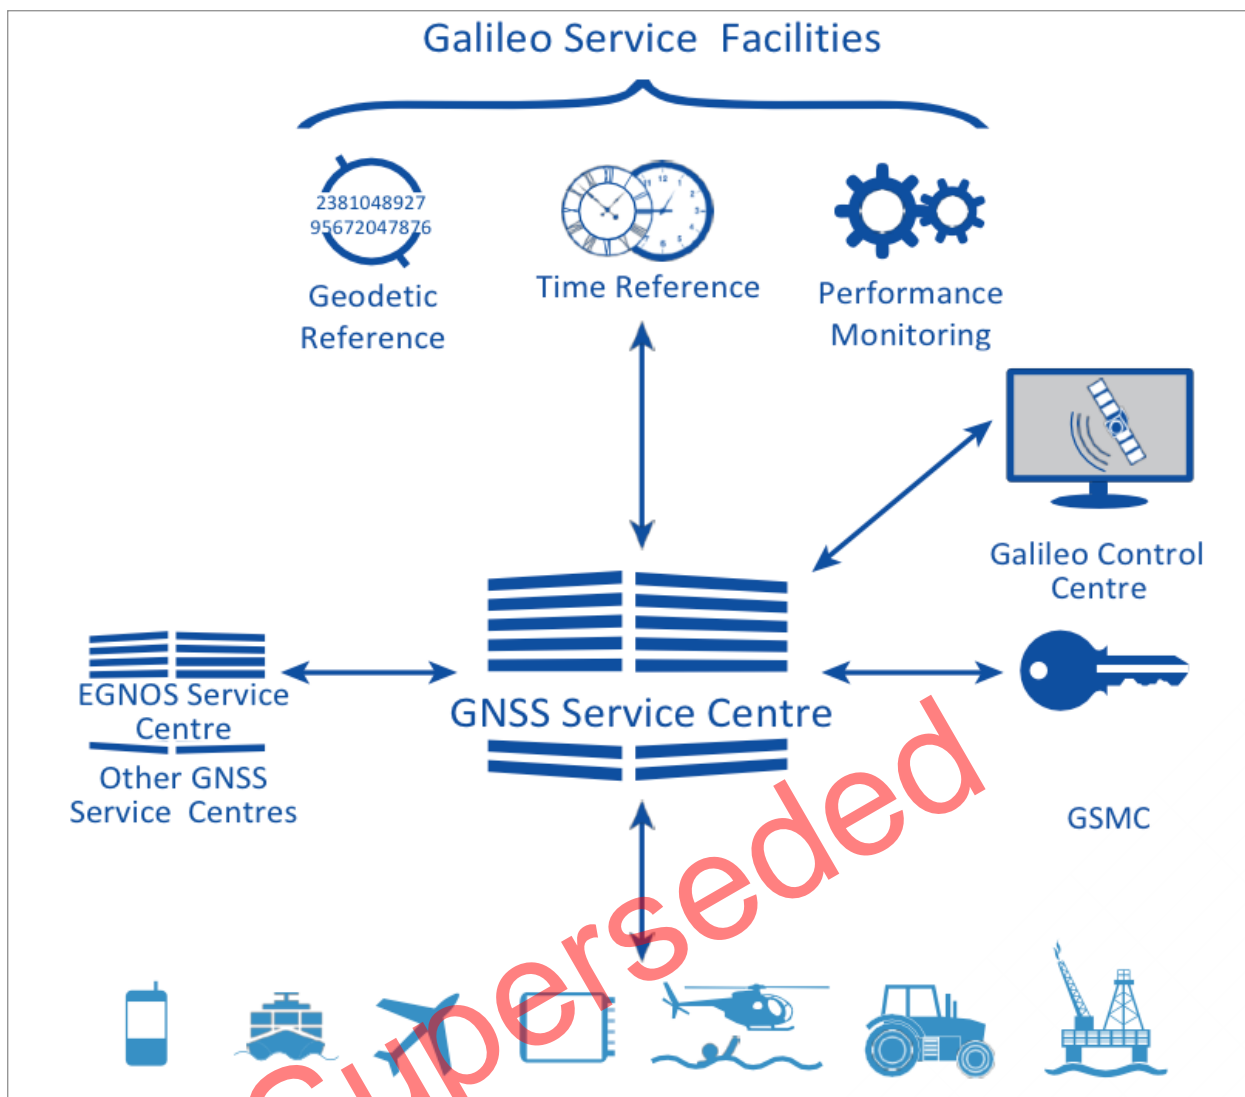 Galileo Service Facilities
2381048927
95672047876
Geodetic
Reference
Time Reference
Performance
Monitoring
Galileo Control
Centre
EGNOS Service
Centre
Other GNSS
Service Centres
GNSS Service Centre
GSMC
Superseded